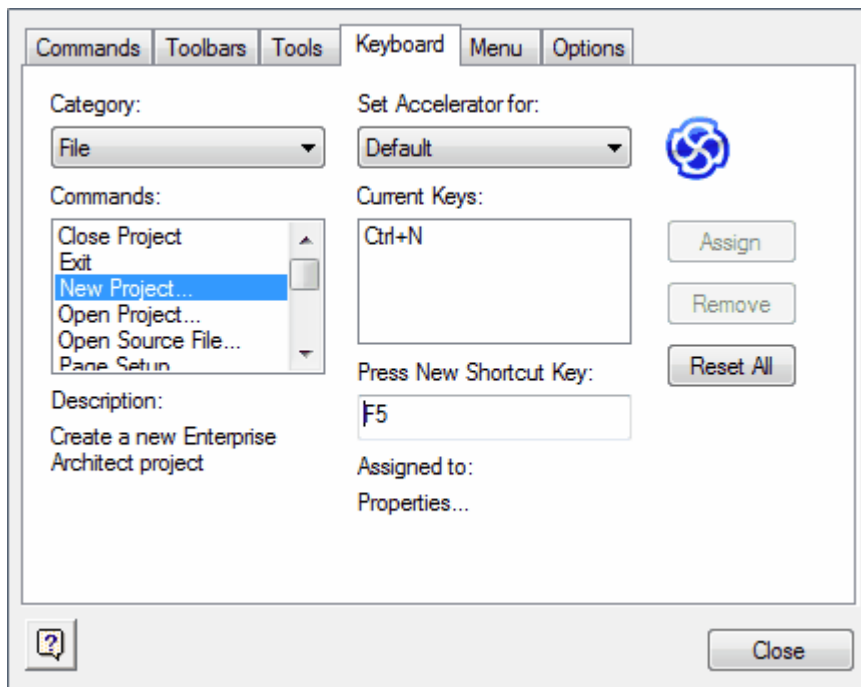 Commands Toolbars Tools Keyboard Menu Options
Category:
File
Commands:
Close Project
Exit
New Project...
Open Project...
Open Source File...
Page Setup
Description:
Create a new Enterprise
Architect project
Set Accelerator for:
Default
Current Keys:
Ctrl+N
Press New Shortcut Key:
F5
Assigned to:
Properties...
Assign
Remove
Reset All
Close